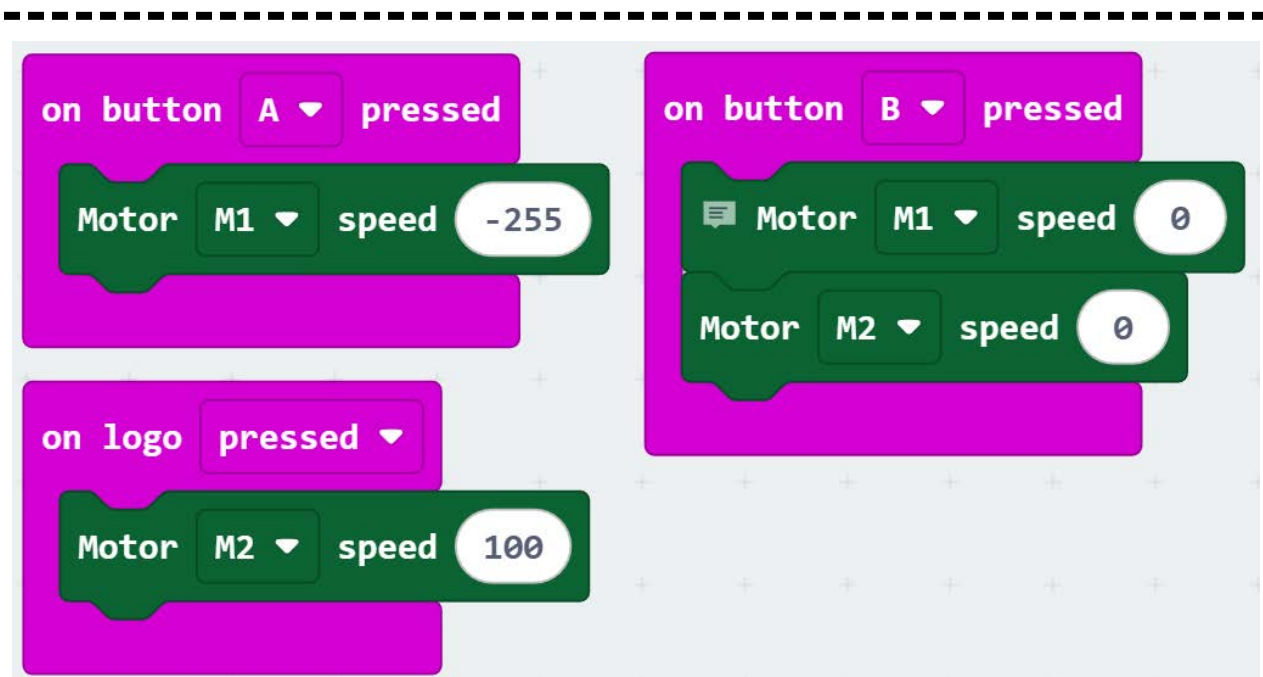 on button A pressed
Motor M1 speed -255
on logo pressed
Motor M2 speed 100
on button B pressed
Motor M1 speed 0
Motor M2 speed 0